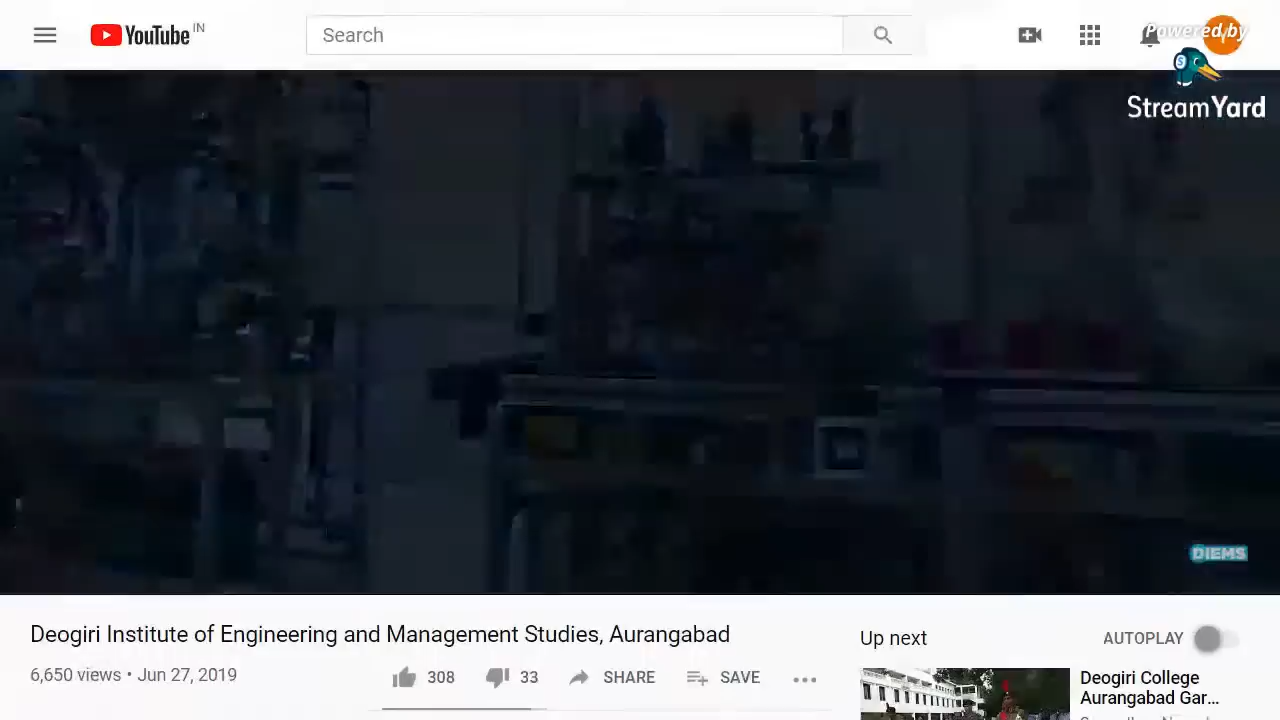 YouTube IN
Search
Powered by
StreamYard
DIEMS
Deogiri Institute of Engineering and Management Studies, Aurangabad
6,650 views • Jun 27, 2019
308
33
SHARE
SAVE
Up next
AUTOPLAY
Deogiri College
Aurangabad Gar...